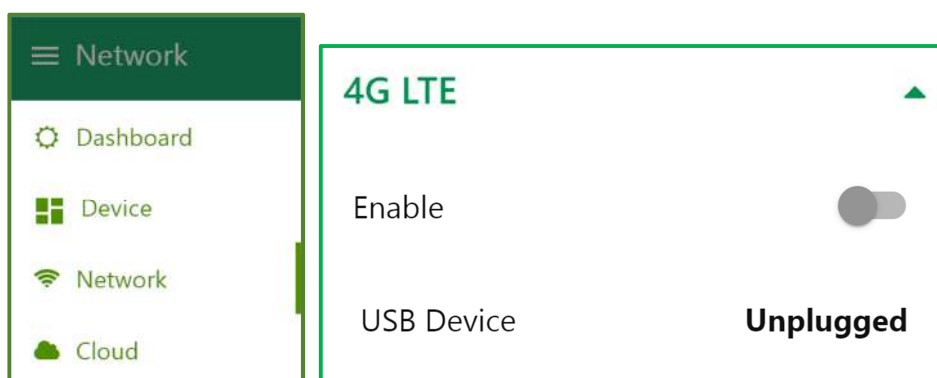 Network
Dashboard
Device
Network
Cloud
4G LTE
Enable
USB Device Unplugged